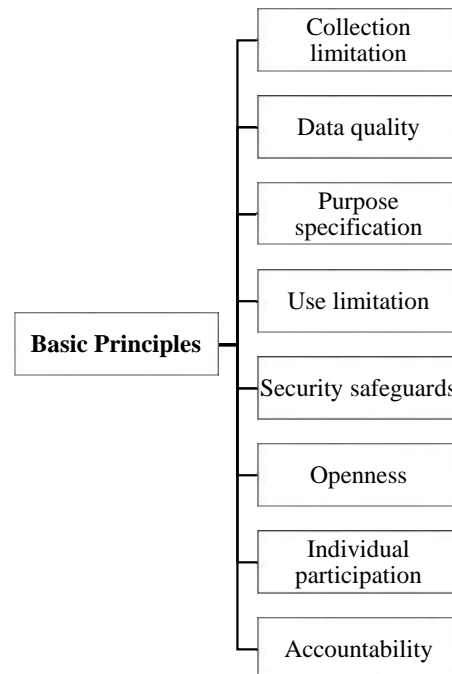 Collection
limitation
Data quality
Purpose
specification
Use limitation
Basic Principles
Security safeguards
Openness
Individual
participation
Accountability